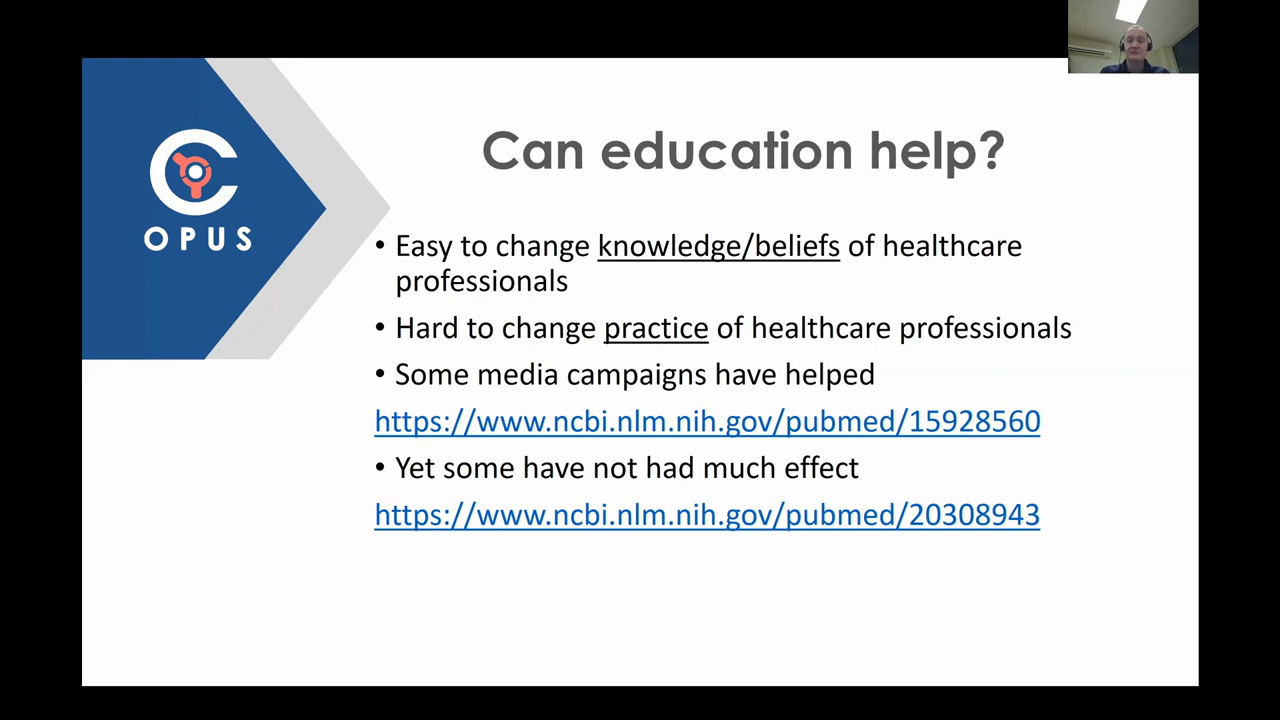 OPUS
Can education help?
• Easy to change knowledge/beliefs of healthcare
professionals
• Hard to change practice of healthcare professionals
• Some media campaigns have helped
https://www.ncbi.nlm.nih.gov/pubmed/15928560
• Yet some have not had much effect
https://www.ncbi.nlm.nih.gov/pubmed/20308943